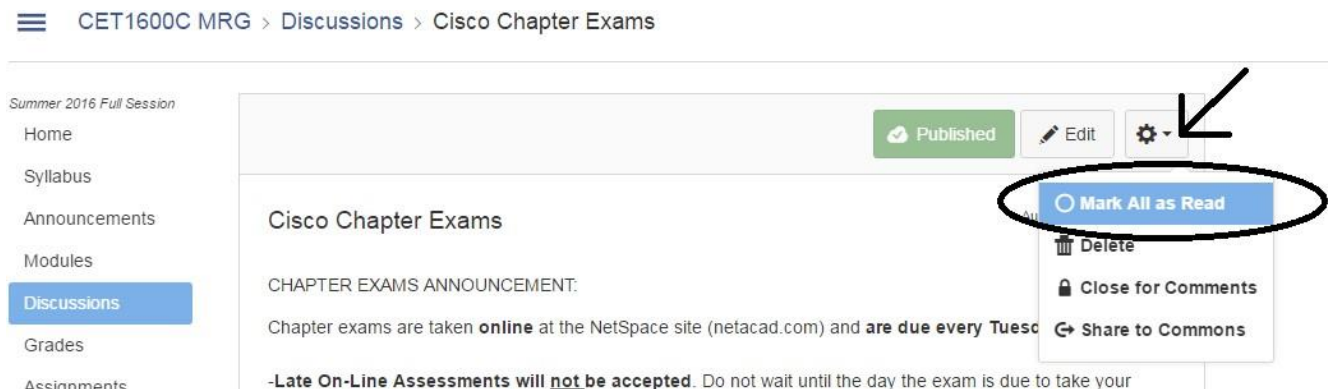 CET1600C MRG > Discussions > Cisco Chapter Exams
Summer 2016 Full Session
Home
Syllabus
Announcements
Modules
Discussions
Grades
Assignments
Published
Edit
Mark All as Read
Delete
Close for Comments
Share to Commons
Cisco Chapter Exams
CHAPTER EXAMS ANNOUNCEMENT:
Chapter exams are taken online at the NetSpace site (netacad.com) and are due every Tuesd
-Late On-Line Assessments will not be accepted. Do not wait until the day the exam is due to take your